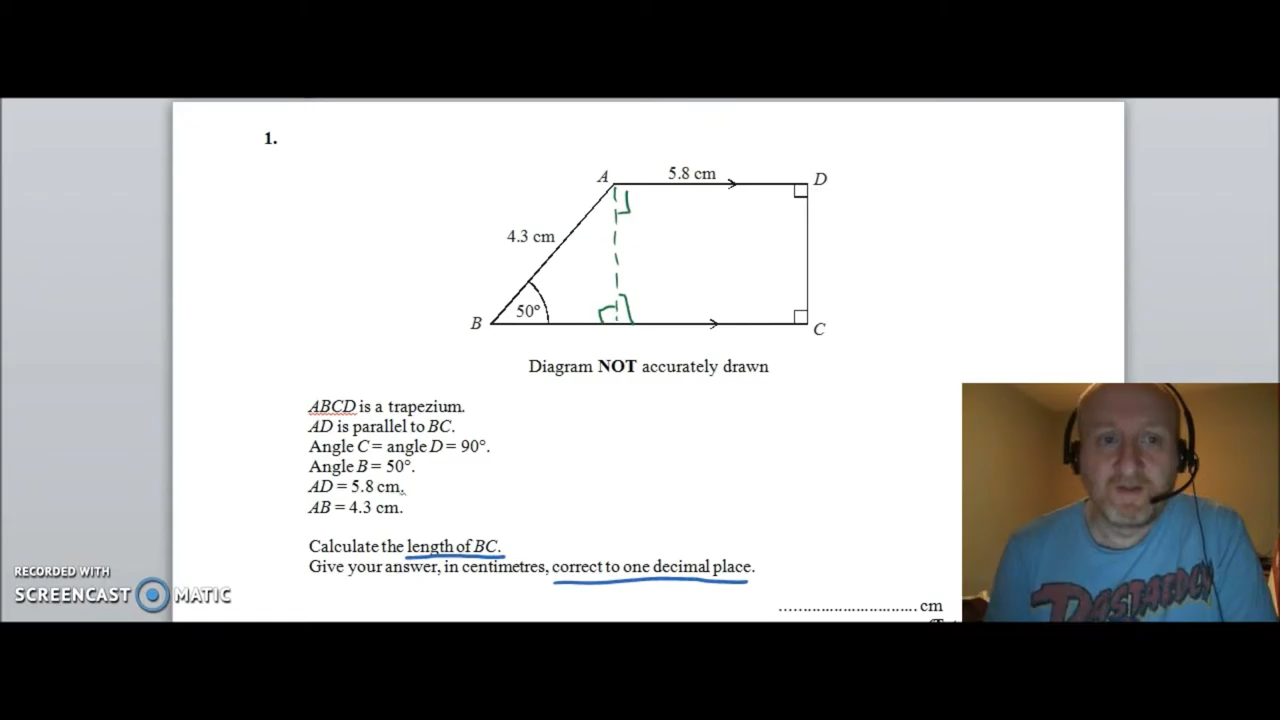 1.
A
5.8 cm
D
4.3 cm
50°
B
C
Diagram NOT accurately drawn
ABCD is a trapezium.
AD is parallel to BC.
Angle C = angle D = 90°.
Angle B = 50°.
AD = 5.8 cm.
AB = 4.3 cm.
Calculate the length of BC.
Give your answer, in centimetres, correct to one decimal place.
.............................. cm
RECORDED WITH
SCREENCAST MATIC